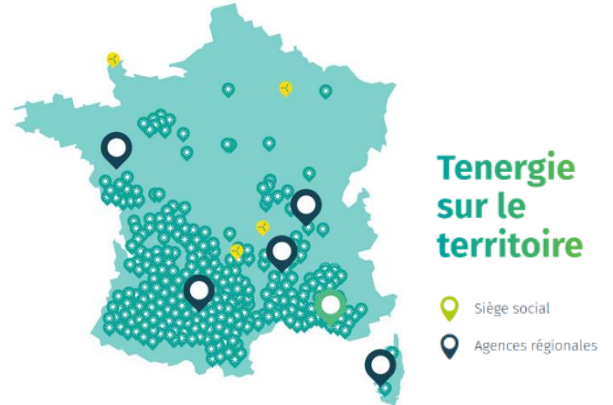 Tenergie
sur le
territoire
Siège social
Agences régionales